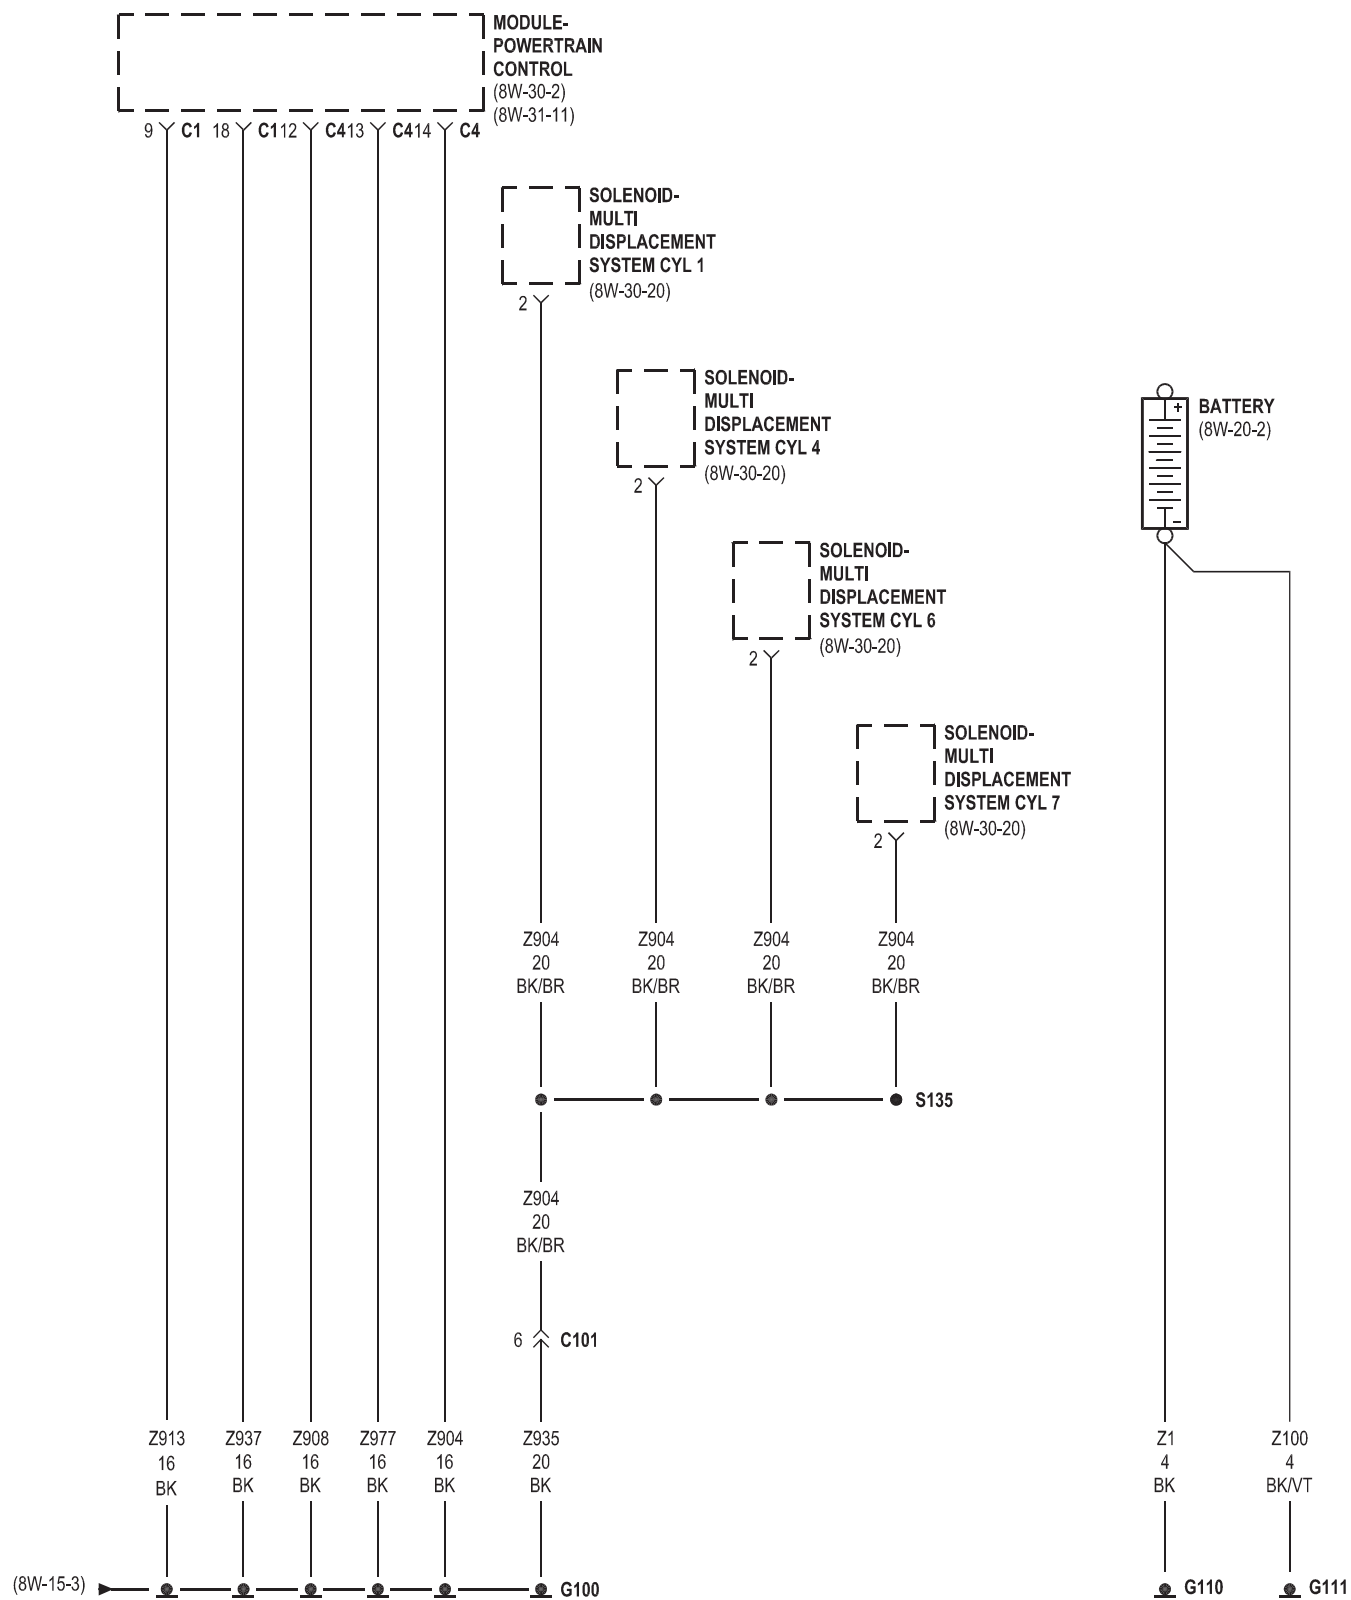 MODULE-
POWERTRAIN
CONTROL
(8W-30-2)
(8W-31-11)
9 C1 18 C1 12 C4 13 C4 14 C4
SOLENOID-
MULTI
DISPLACEMENT
SYSTEM CYL 1
(8W-30-20)
2
SOLENOID-
MULTI
DISPLACEMENT
SYSTEM CYL 4
(8W-30-20)
2
+
-
BATTERY
(8W-20-2)
SOLENOID-
MULTI
DISPLACEMENT
SYSTEM CYL 6
(8W-30-20)
2
SOLENOID-
MULTI
DISPLACEMENT
SYSTEM CYL 7
(8W-30-20)
2
Z904 Z904 Z904 Z904
20 20 20 20
BK/BR BK/BR BK/BR BK/BR
S135
Z904
20
BK/BR
6 C101
Z913 Z937 Z908 Z977 Z904 Z935 Z1 Z100
16 16 16 16 16 20 4 4
BK BK BK BK BK BK BK BK/VT
(8W-15-3) G100 G110 G111